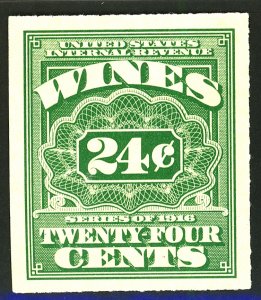 UNITED STATES
INTERNAL REVENUE
WINES
24¢
SERIES OF 1916
TWENTY-FOUR
CENTS